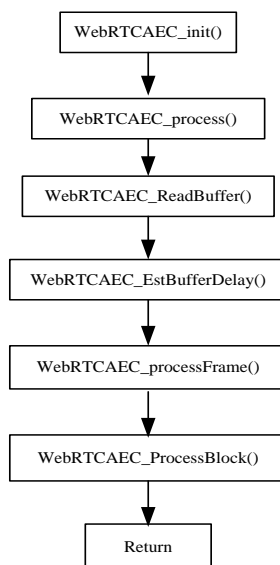 WebRTCAEC_init()
WebRTCAEC_process()
WebRTCAEC_ReadBuffer()
WebRTCAEC_EstBufferDelay()
WebRTCAEC_processFrame()
WebRTCAEC_ProcessBlock()
Return